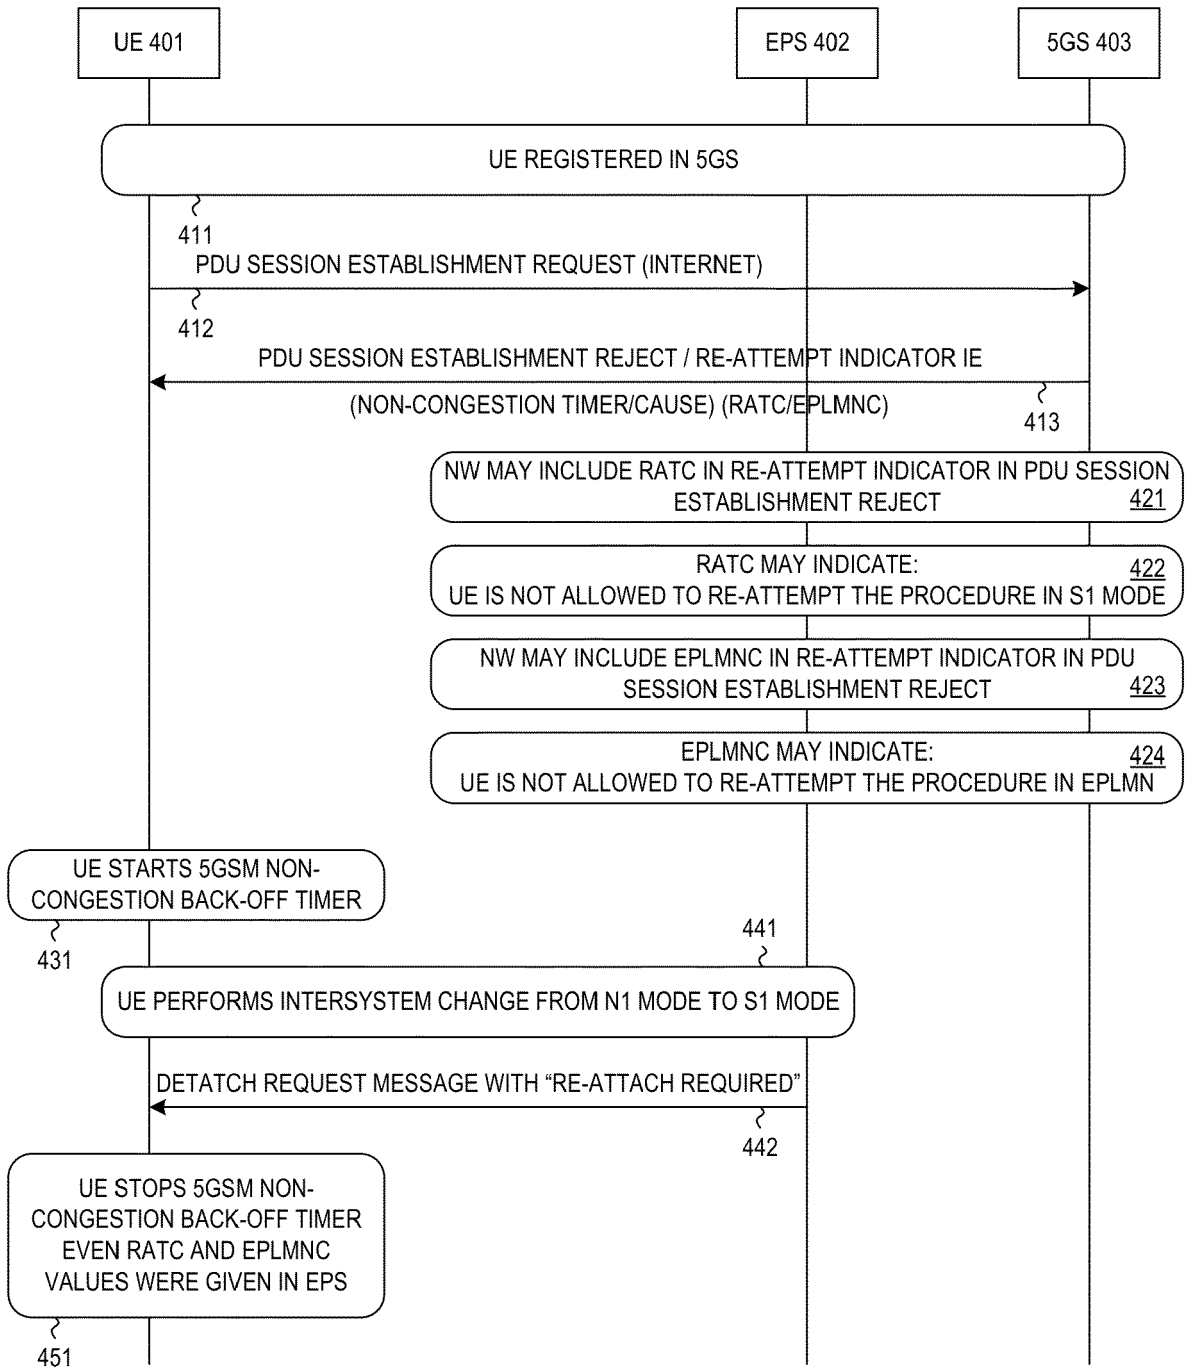 UE 401
EPS 402
5GS 403
UE REGISTERED IN 5GS
411
PDU SESSION ESTABLISHMENT REQUEST (INTERNET)
412
PDU SESSION ESTABLISHMENT REJECT / RE-ATTEMPT INDICATOR IE
(NON-CONGESTION TIMER/CAUSE) (RATC/EPLMNC)
413
NW MAY INCLUDE RATC IN RE-ATTEMPT INDICATOR IN PDU SESSION
ESTABLISHMENT REJECT
421
RATC MAY INDICATE:
422
UE IS NOT ALLOWED TO RE-ATTEMPT THE PROCEDURE IN S1 MODE
NW MAY INCLUDE EPLMNC IN RE-ATTEMPT INDICATOR IN PDU
SESSION ESTABLISHMENT REJECT
423
EPLMNC MAY INDICATE:
424
UE IS NOT ALLOWED TO RE-ATTEMPT THE PROCEDURE IN EPLMN
UE STARTS 5GSM NON-
CONGESTION BACK-OFF TIMER
431
441
UE PERFORMS INTERSYSTEM CHANGE FROM N1 MODE TO S1 MODE
DETATCH REQUEST MESSAGE WITH “RE-ATTACH REQUIRED”
442
UE STOPS 5GSM NON-
CONGESTION BACK-OFF TIMER
EVEN RATC AND EPLMNC
VALUES WERE GIVEN IN EPS
451